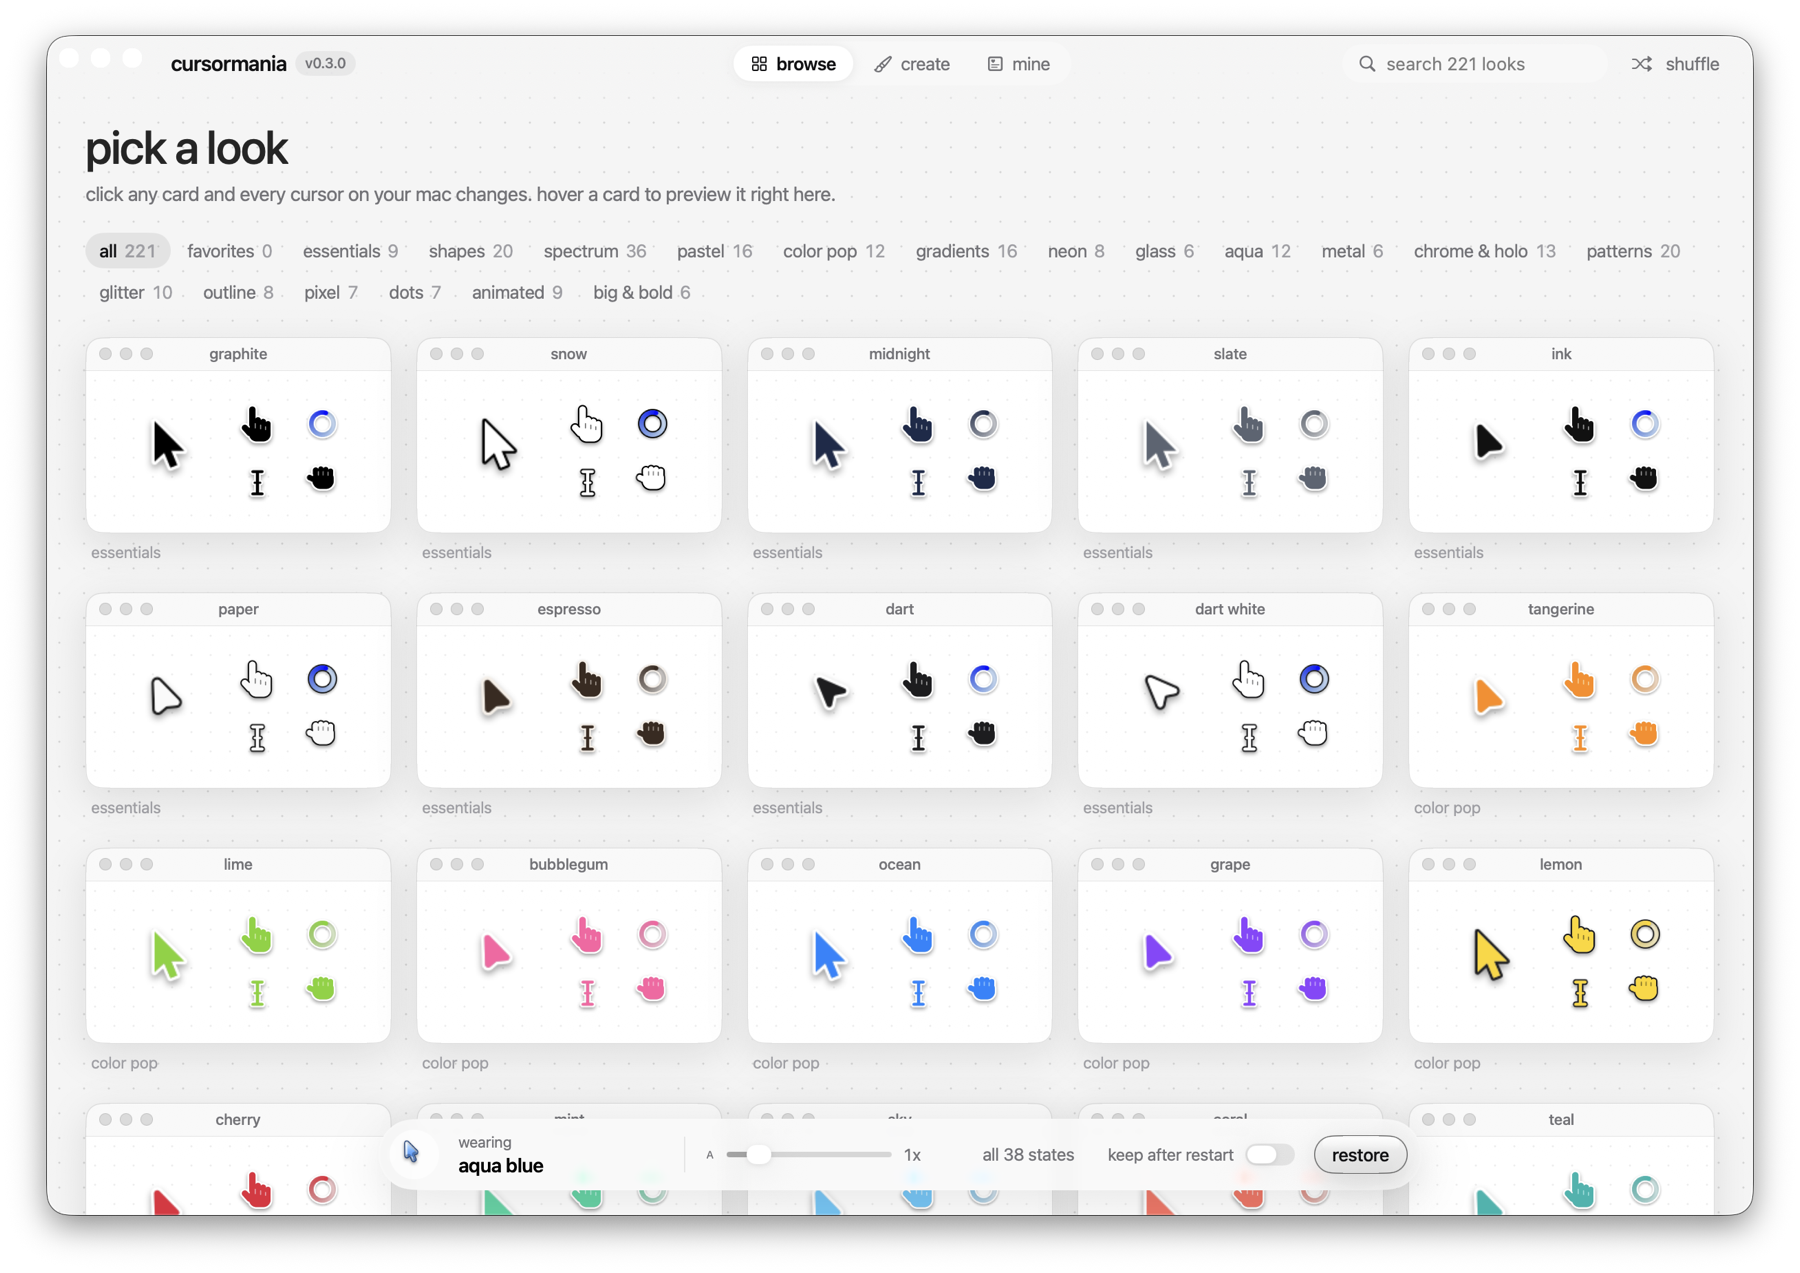 cursormania v0.3.0 browse create mine search 221 looks shuffle
pick a look
click any card and every cursor on your mac changes. hover a card to preview it right here.
all 221 favorites 0 essentials 9 shapes 20 spectrum 36 pastel 16 color pop 12 gradients 16 neon 8 glass 6 aqua 12 metal 6 chrome & holo 13 patterns 20
glitter 10 outline 8 pixel 7 dots 7 animated 9 big & bold 6
graphite snow midnight slate ink
essentials essentials essentials essentials essentials
paper espresso dart dart white tangerine
essentials essentials essentials essentials color pop
lime bubblegum ocean grape lemon
color pop color pop color pop color pop color pop
cherry mint sky coral teal
wearing
aqua blue
A 1x all 38 states keep after restart restore